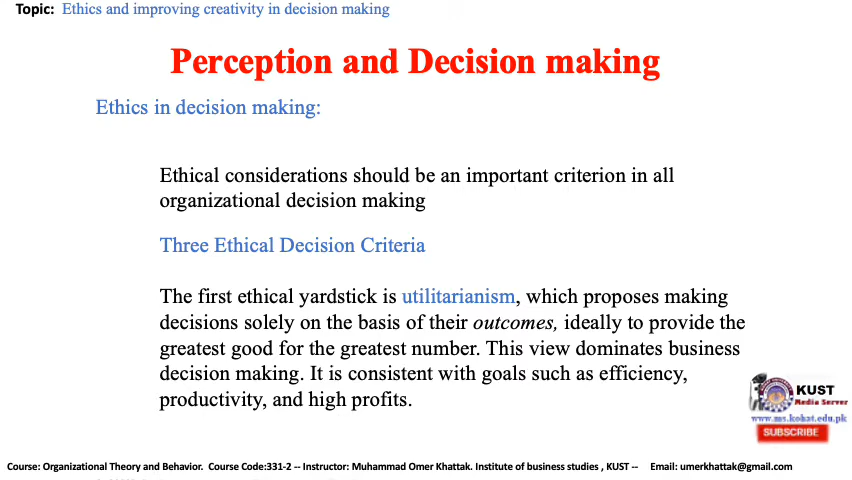 Topic: Ethics and improving creativity in decision making
Perception and Decision making
Ethics in decision making:
Ethical considerations should be an important criterion in all
organizational decision making
Three Ethical Decision Criteria
The first ethical yardstick is utilitarianism, which proposes making
decisions solely on the basis of their outcomes, ideally to provide the
greatest good for the greatest number. This view dominates business
decision making. It is consistent with goals such as efficiency,
productivity, and high profits.
KUST
Media Server
www.ms.kohat.edu.pk
SUBSCRIBE
Course: Organizational Theory and Behavior. Course Code:331-2 -- Instructor: Muhammad Omer Khattak. Institute of business studies , KUST -- Email: umerkhattak@gmail.com